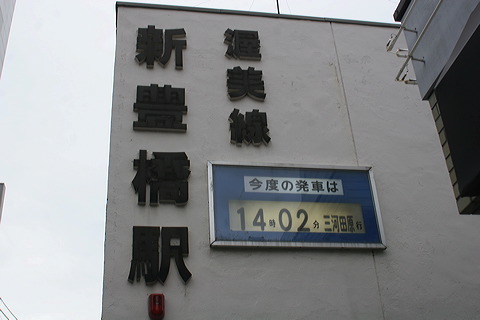 渥美線
新豊橋駅
今度の発車は
14時02分三河田原行